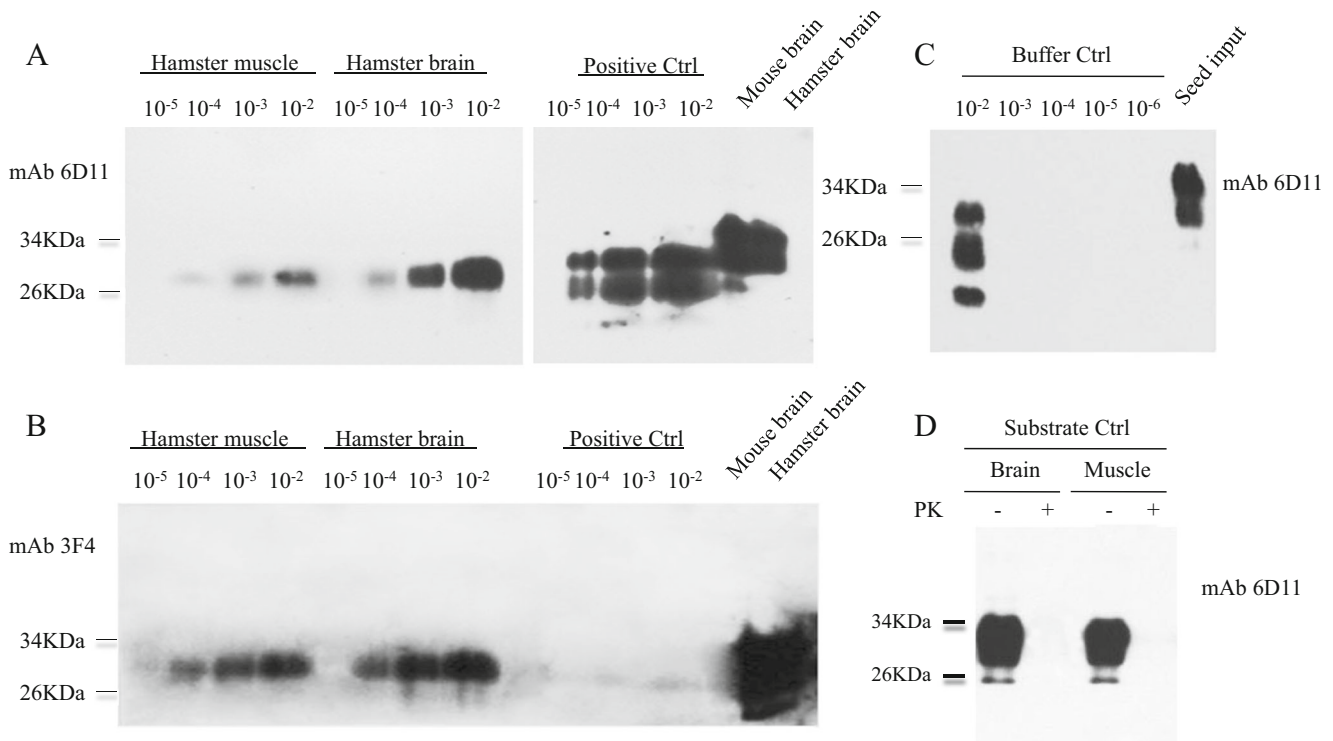 A
Hamster muscle Hamster brain Positive Ctrl Mouse brain Hamster brain
10-5 10-4 10-3 10-2 10-5 10-4 10-3 10-2 10-5 10-4 10-3 10-2
mAb 6D11
34KDa
26KDa
C
Buffer Ctrl Seed input
10-2 10-3 10-4 10-5 10-6
34KDa
26KDa
mAb 6D11
B
Hamster muscle Hamster brain Positive Ctrl Mouse brain Hamster brain
10-5 10-4 10-3 10-2 10-5 10-4 10-3 10-2 10-5 10-4 10-3 10-2
mAb 3F4
34KDa
26KDa
D
Substrate Ctrl
Brain Muscle
PK - + - +
mAb 6D11
34KDa
26KDa